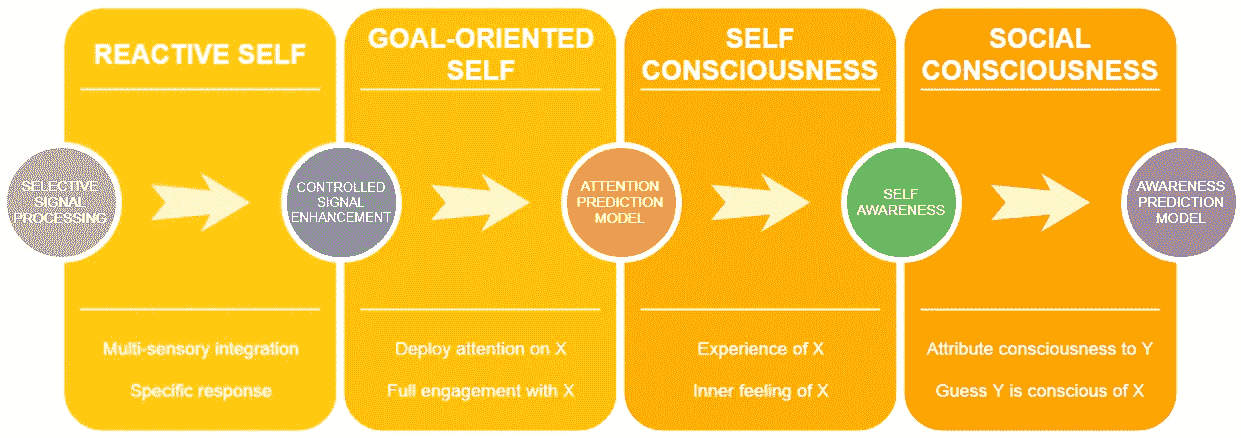 REACTIVE SELF
GOAL-ORIENTED
SELF
SELF
CONSCIOUSNESS
SOCIAL
CONSCIOUSNESS
SELECTIVE
SIGNAL
PROCESSING
CONTROLLED
SIGNAL
ENHANCEMENT
ATTENTION
PREDICTION
MODEL
SELF
AWARENESS
AWARENESS
PREDICTION
MODEL
Multi-sensory integration
Specific response
Deploy attention on X
Full engagement with X
Experience of X
Inner feeling of X
Attribute consciousness to Y
Guess Y is conscious of X